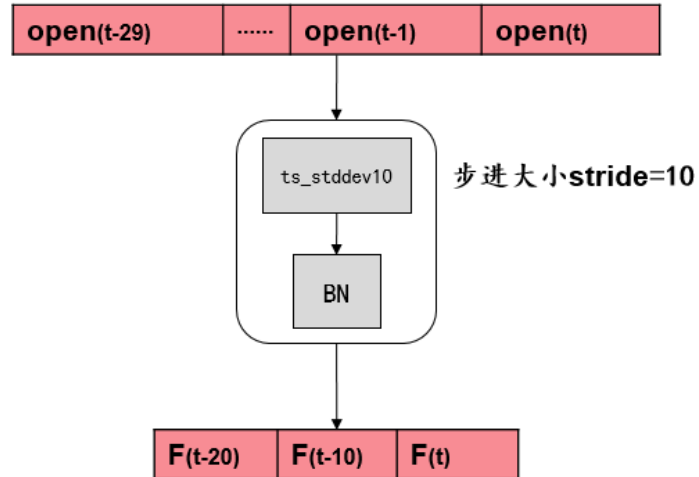 open(t-29) ...... open(t-1) open(t)
ts_stddev10
步进大小stride=10
BN
F(t-20) F(t-10) F(t)